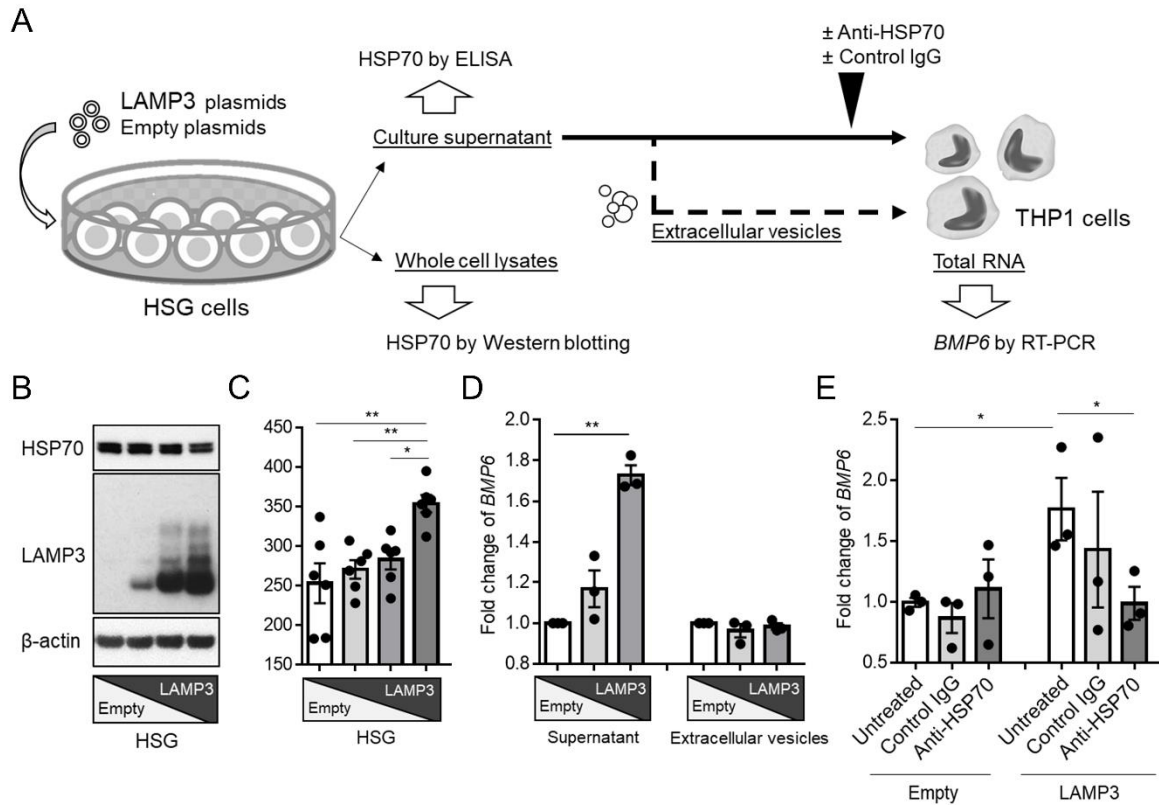 A
LAMP3 plasmids
Empty plasmids
HSG cells
HSP70 by ELISA
Culture supernatant
Whole cell lysates
HSP70 by Western blotting
Extracellular vesicles
± Anti-HSP70
± Control IgG
THP1 cells
Total RNA
BMP6 by RT-PCR
B
HSP70
LAMP3
β-actin
LAMP3
Empty
HSG
C
**
**
*
450
400
350
300
250
200
150
LAMP3
Empty
HSG
D
Fold change of BMP6
**
2.0
1.8
1.6
1.4
1.2
1.0
0.8
LAMP3
Empty
Supernatant
LAMP3
Empty
Extracellular vesicles
E
Fold change of BMP6
*
*
2.5
2.0
1.5
1.0
0.5
Untreated
Control IgG
Anti-HSP70
Empty
Untreated
Control IgG
Anti-HSP70
LAMP3